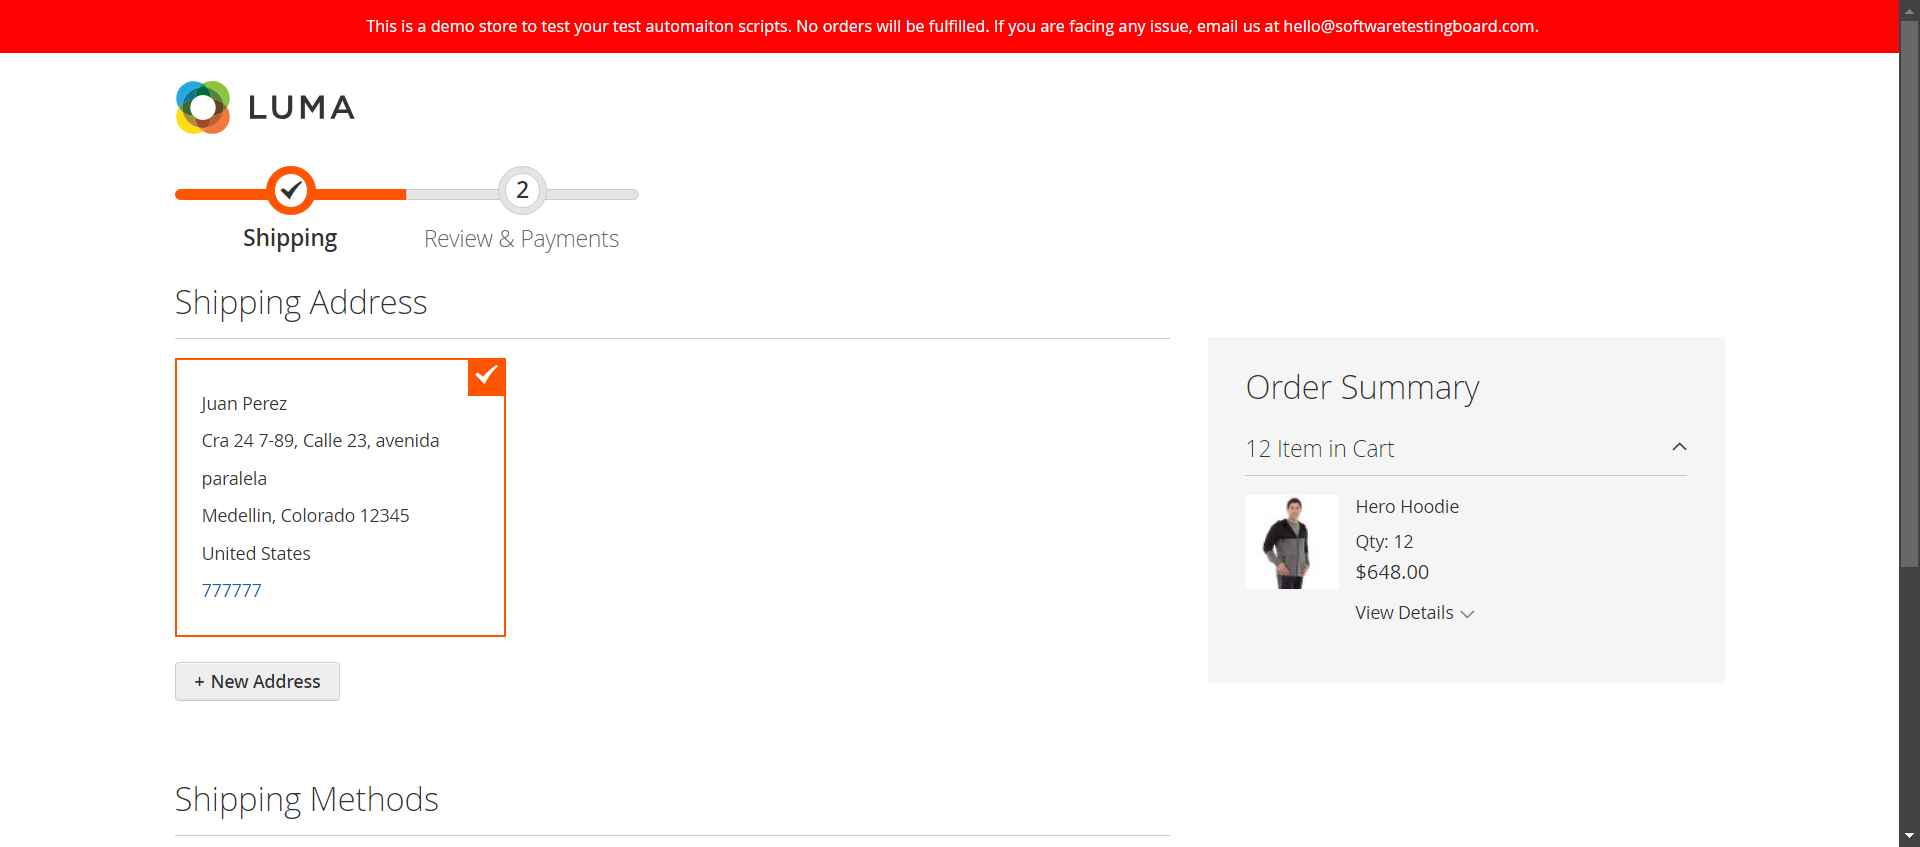 This is a demo store to test your test automaiton scripts. No orders will be fulfilled. If you are facing any issue, email us at hello@softwaretestingboard.com.
LUMA
2
Shipping
Review & Payments
Shipping Address
Juan Perez
Cra 24 7-89, Calle 23, avenida
paralela
Medellin, Colorado 12345
United States
777777
+ New Address
Order Summary
12 Item in Cart
Hero Hoodie
Qty: 12
$648.00
View Details
Shipping Methods